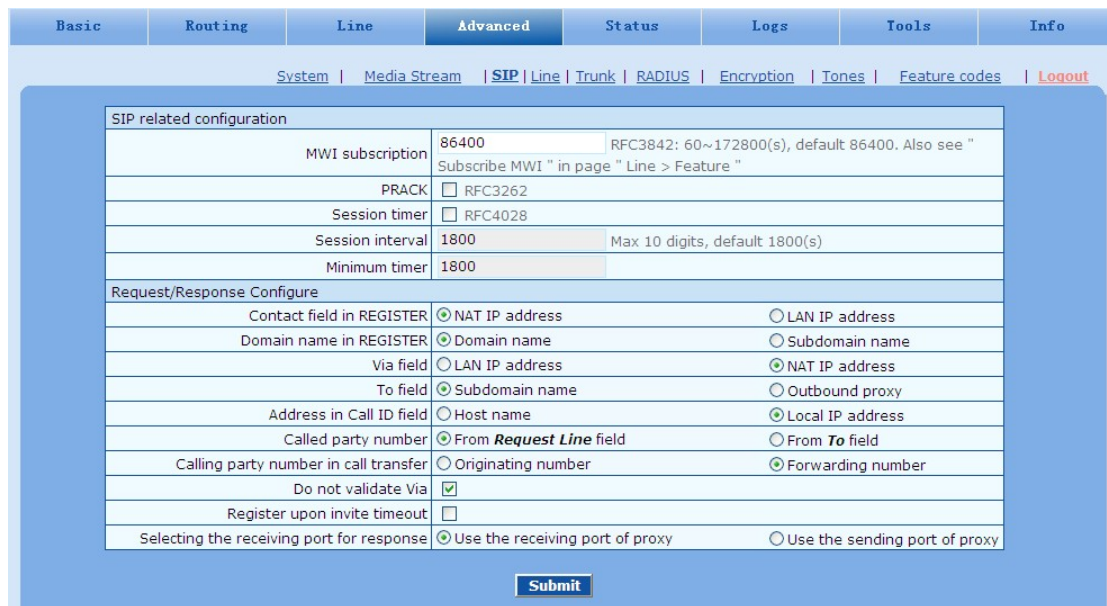 Basic Routing Line Advanced Status Logs Tools Info
System | Media Stream | SIP | Line | Trunk | RADIUS | Encryption | Tones | Feature codes | Logout
SIP related configuration
MWI subscription 86400 RFC3842: 60~172800(s), default 86400. Also see "
Subscribe MWI " in page " Line > Feature "
PRACK RFC3262
Session timer RFC4028
Session interval 1800 Max 10 digits, default 1800(s)
Minimum timer 1800
Request/Response Configure
Contact field in REGISTER NAT IP address LAN IP address
Domain name in REGISTER Domain name Subdomain name
Via field LAN IP address NAT IP address
To field Subdomain name Outbound proxy
Address in Call ID field Host name Local IP address
Called party number From Request Line field From To field
Calling party number in call transfer Originating number Forwarding number
Do not validate Via
Register upon invite timeout
Selecting the receiving port for response Use the receiving port of proxy Use the sending port of proxy
Submit